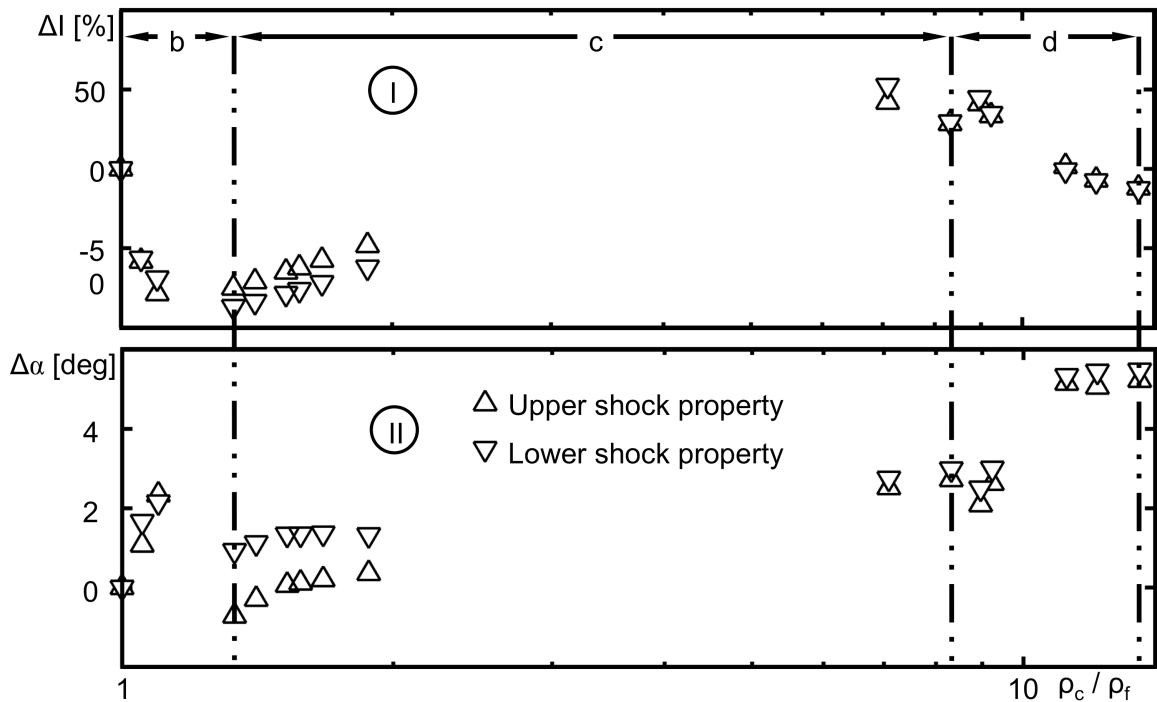 ΔI [%]
b
c
d
50
I
0
-5
0
Δα [deg]
4
II
Upper shock property
Lower shock property
2
0
1
10
ρc / ρf